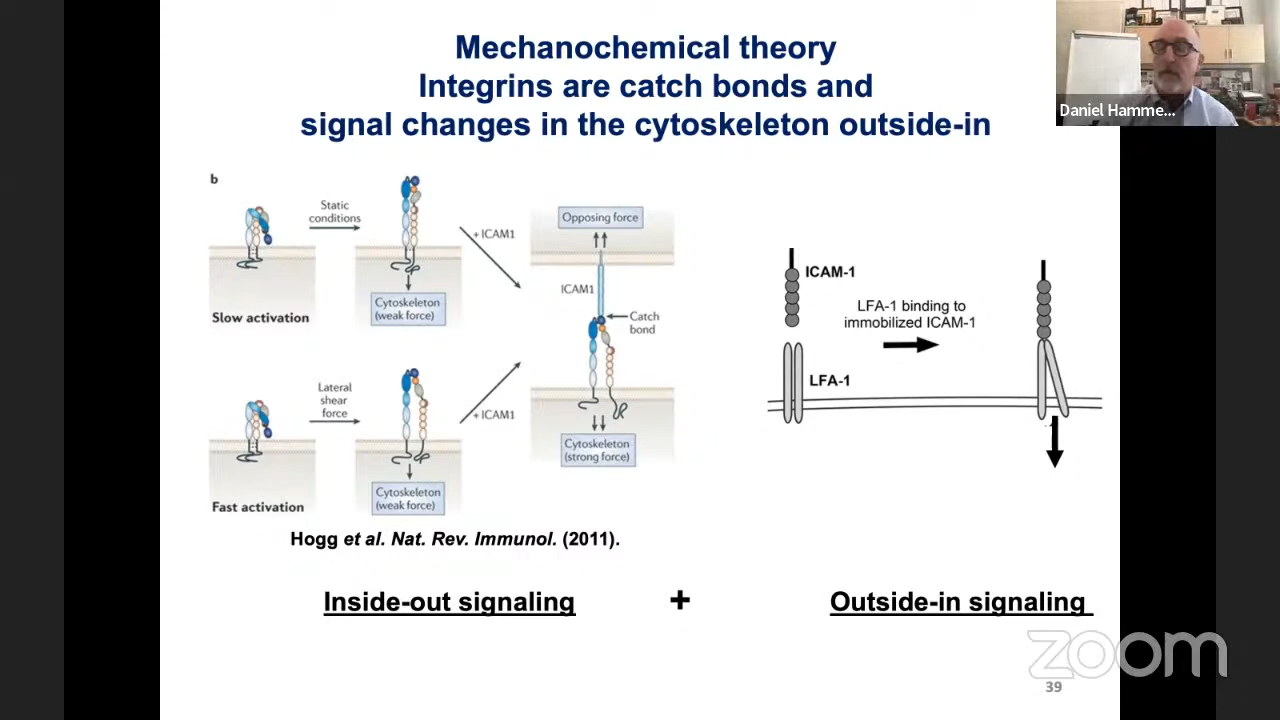 Mechanochemical theory
Integrins are catch bonds and
signal changes in the cytoskeleton outside-in
Daniel Hamme...
b
Static
conditions
+ ICAM1
Cytoskeleton
(weak force)
Slow activation
Opposing force
ICAM1
Catch
bond
Lateral
shear
force
+ ICAM1
Cytoskeleton
(weak force)
Fast activation
Cytoskeleton
(strong force)
ICAM-1
LFA-1 binding to
immobilized ICAM-1
LFA-1
Hogg et al. Nat. Rev. Immunol. (2011).
Inside-out signaling + Outside-in signaling
zoom
39